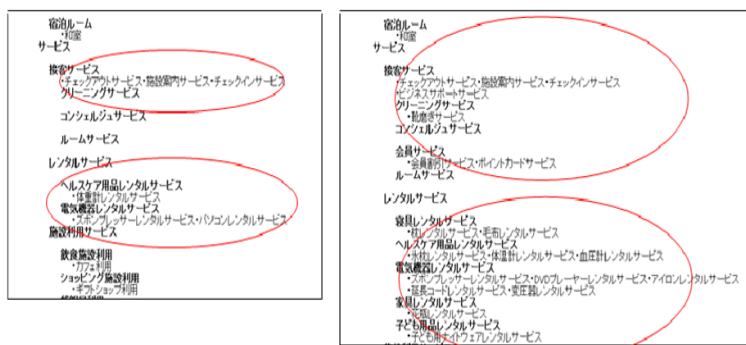 宿泊ルーム
・和室
サービス
接客サービス
・チェックアウトサービス・施設案内サービス・チェックインサービス
クリーニングサービス
コンシェルジュサービス
ルームサービス
レンタルサービス
ヘルスケア用品レンタルサービス
・体重計レンタルサービス
電気機器レンタルサービス
・ズボンプレッサーレンタルサービス・パソコンレンタルサービス
施設利用サービス
飲食施設利用
・カフェ利用
ショッピング施設利用
・ギフトショップ利用
宿泊ルーム
・和室
サービス
接客サービス
・チェックアウトサービス・施設案内サービス・チェックインサービス
・ビジネスサポートサービス
クリーニングサービス
・靴磨きサービス
コンシェルジュサービス
会員サービス
・会員割引サービス・ポイントカードサービス
ルームサービス
レンタルサービス
寝具レンタルサービス
・枕レンタルサービス・毛布レンタルサービス
ヘルスケア用品レンタルサービス
・氷枕レンタルサービス・体温計レンタルサービス・血圧計レンタルサービス
電気機器レンタルサービス
・ズボンプレッサーレンタルサービス・DVDプレーヤーレンタルサービス・アイロンレンタルサービス
・延長コードレンタルサービス・変圧器レンタルサービス
家具レンタルサービス
・花瓶レンタルサービス
子ども用品レンタルサービス
・子ども用ナイトウェアレンタルサービス